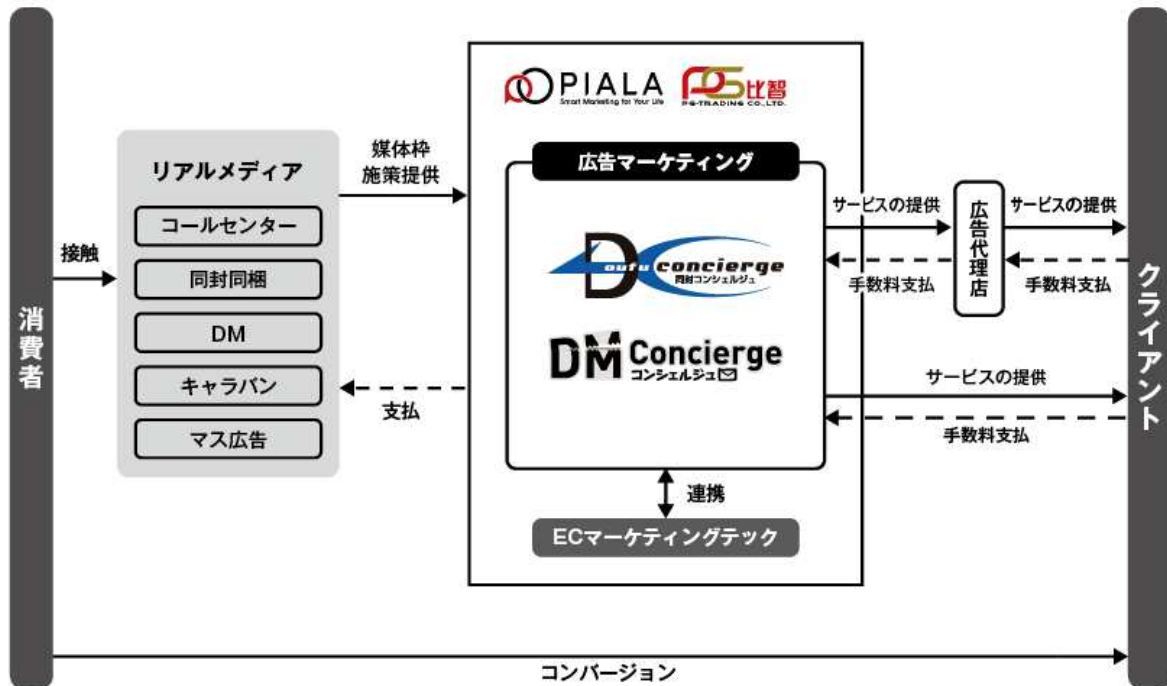 消費者
接触
リアルメディア
コールセンター
同封同梱
DM
キャラバン
マス広告
媒体枠
施策提供
支払
PIALA
Smart Marketing for Your Life
PS比智
PG-TRADING CO.,LTD.
広告マーケティング
Doufu concierge
同封コンシェルジュ
DM Concierge
コンシェルジュ
連携
ECマーケティングテック
サービスの提供
手数料支払
広告代理店
サービスの提供
手数料支払
サービスの提供
手数料支払
クライアント
コンバージョン